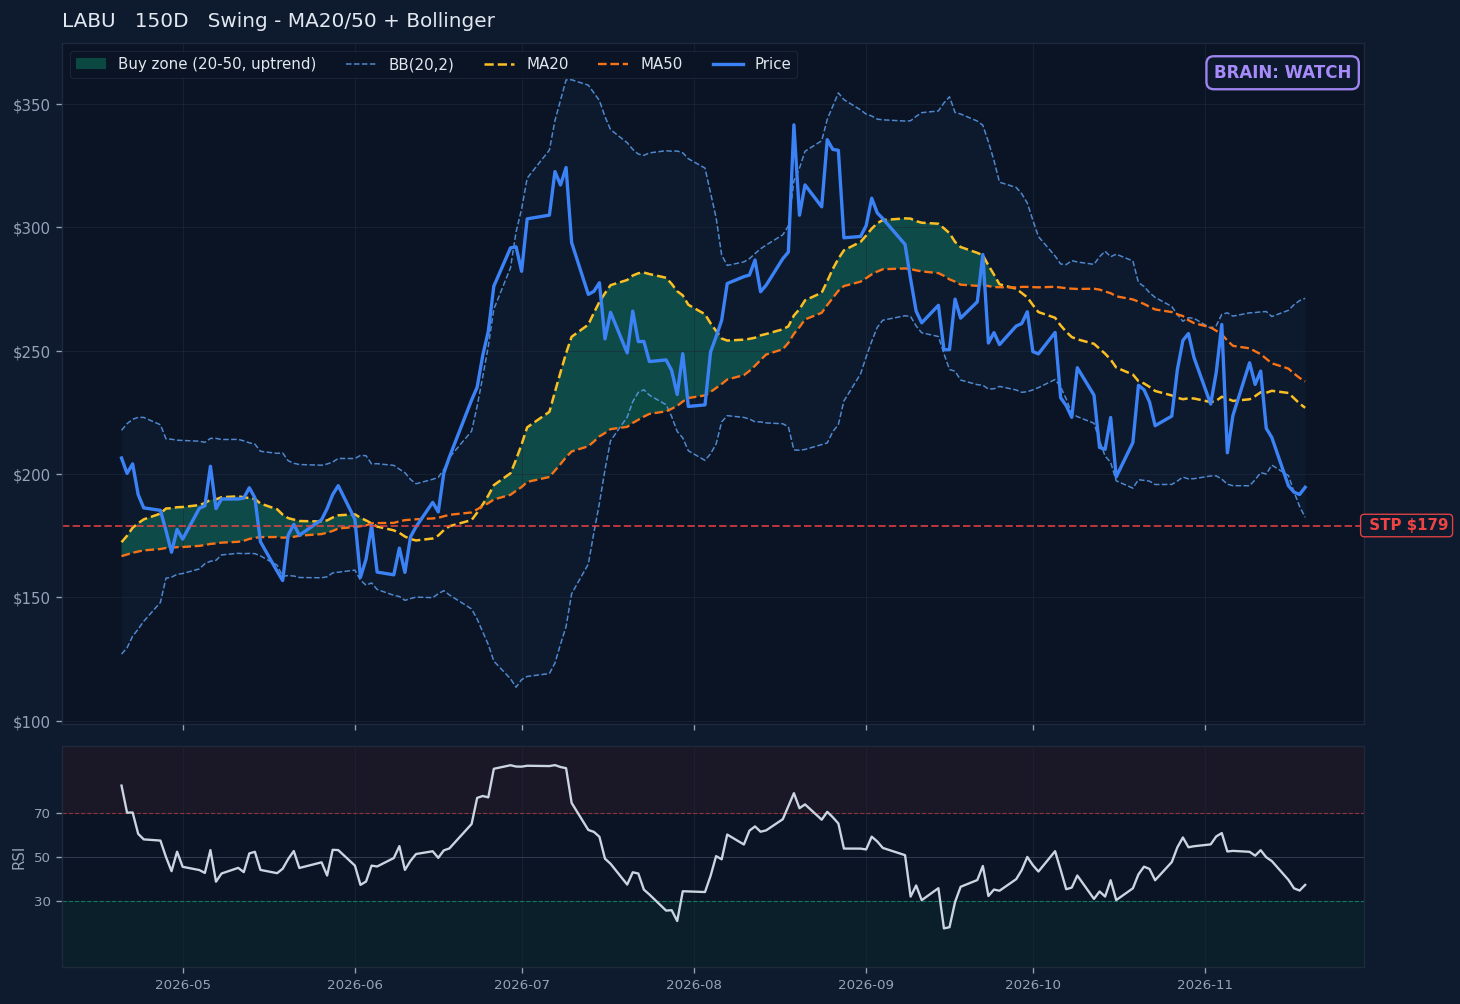 LABU   150D   Swing - MA20/50 + Bollinger
Buy zone (20-50, uptrend)   BB(20,2)   MA20   MA50   Price
BRAIN: WATCH
$350
$300
$250
$200
STP $179
$150
$100
70
50
30
RSI
2026-05   2026-06   2026-07   2026-08   2026-09   2026-10   2026-11